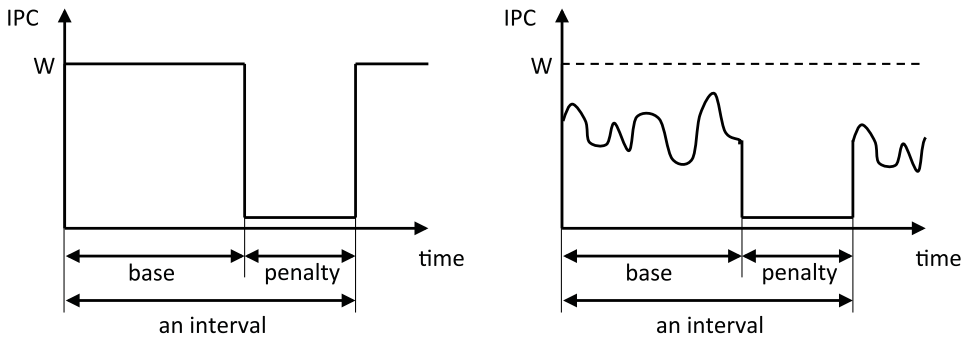 IPC
W
time
base
penalty
an interval
IPC
W
time
base
penalty
an interval